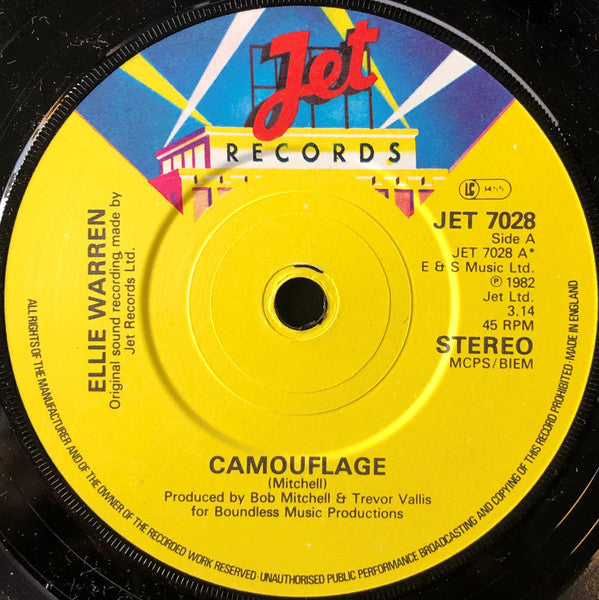 Jet
RECORDS
LC 1455
JET 7028
Side A
JET 7028 A*
E & S Music Ltd.
℗ 1982
Jet Ltd.
3.14
45 RPM
STEREO
MCPS/BIEM
ELLIE WARREN
Original sound recording made by
Jet Records Ltd.
CAMOUFLAGE
(Mitchell)
Produced by Bob Mitchell & Trevor Vallis
for Boundless Music Productions
ALL RIGHTS OF THE MANUFACTURER AND OF THE OWNER OF THE RECORDED WORK RESERVED · UNAUTHORISED PUBLIC PERFORMANCE BROADCASTING AND COPYING OF THIS RECORD PROHIBITED · MADE IN ENGLAND